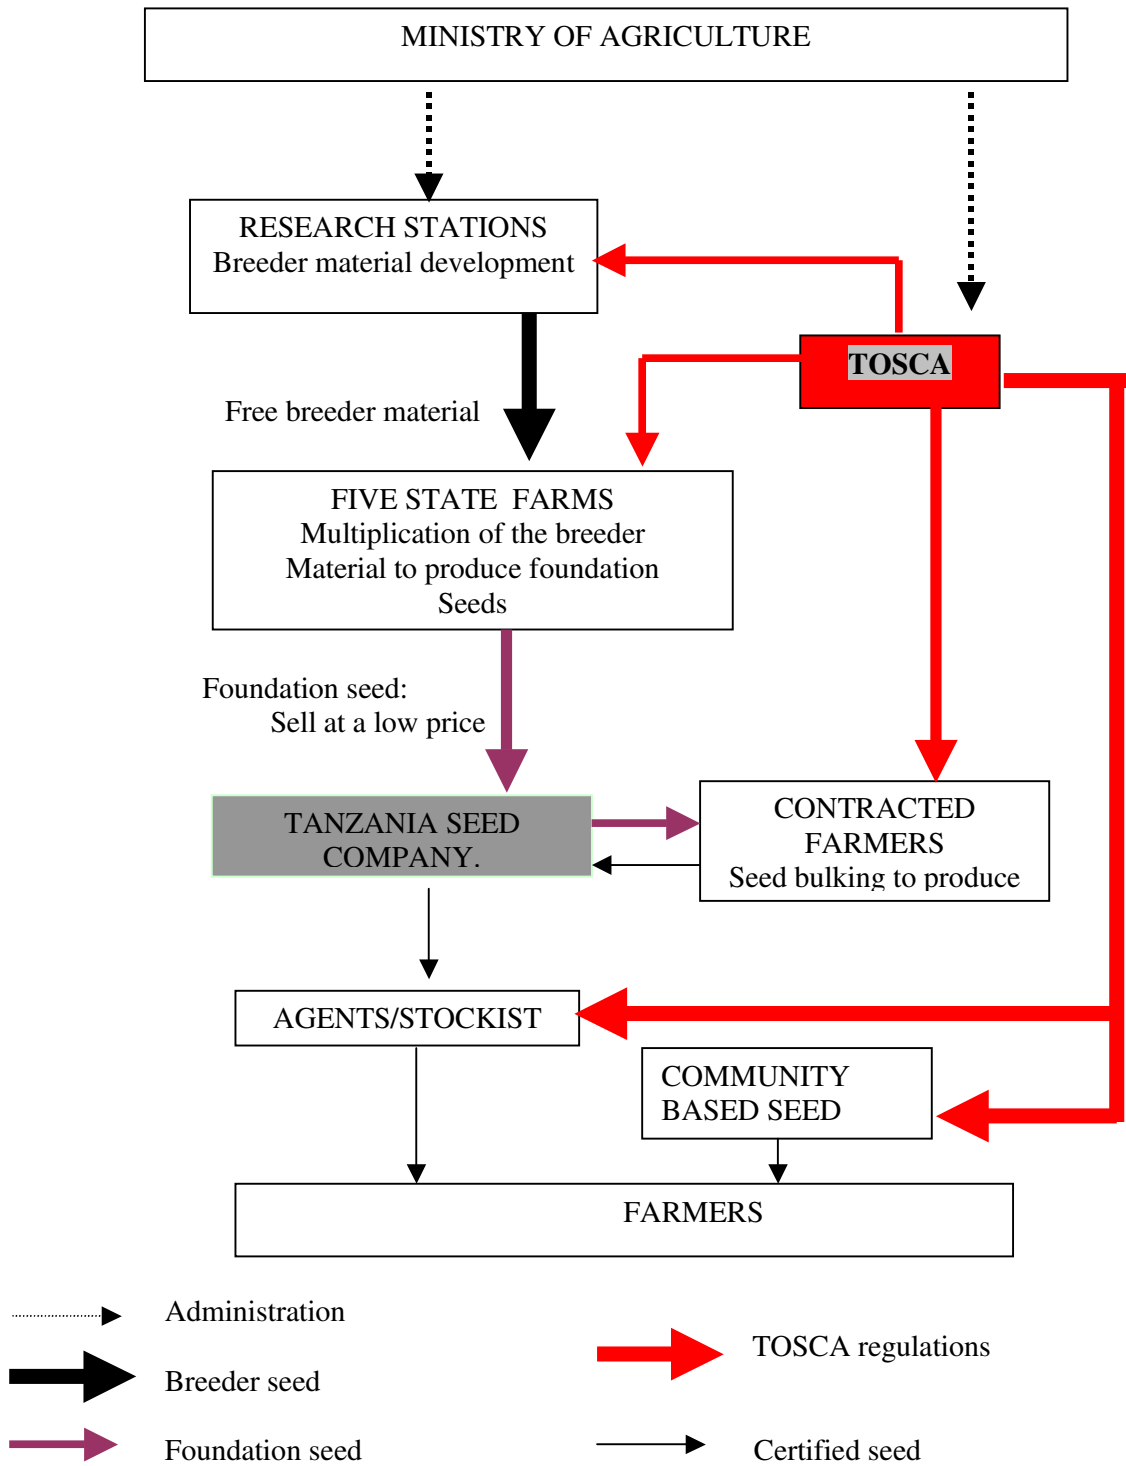 MINISTRY OF AGRICULTURE
RESEARCH STATIONS
Breeder material development
TOSCA
Free breeder material
FIVE STATE FARMS
Multiplication of the breeder
Material to produce foundation
Seeds
Foundation seed:
Sell at a low price
TANZANIA SEED
COMPANY.
CONTRACTED
FARMERS
Seed bulking to produce
AGENTS/STOCKIST
COMMUNITY
BASED SEED
FARMERS
Administration
TOSCA regulations
Breeder seed
Foundation seed
Certified seed